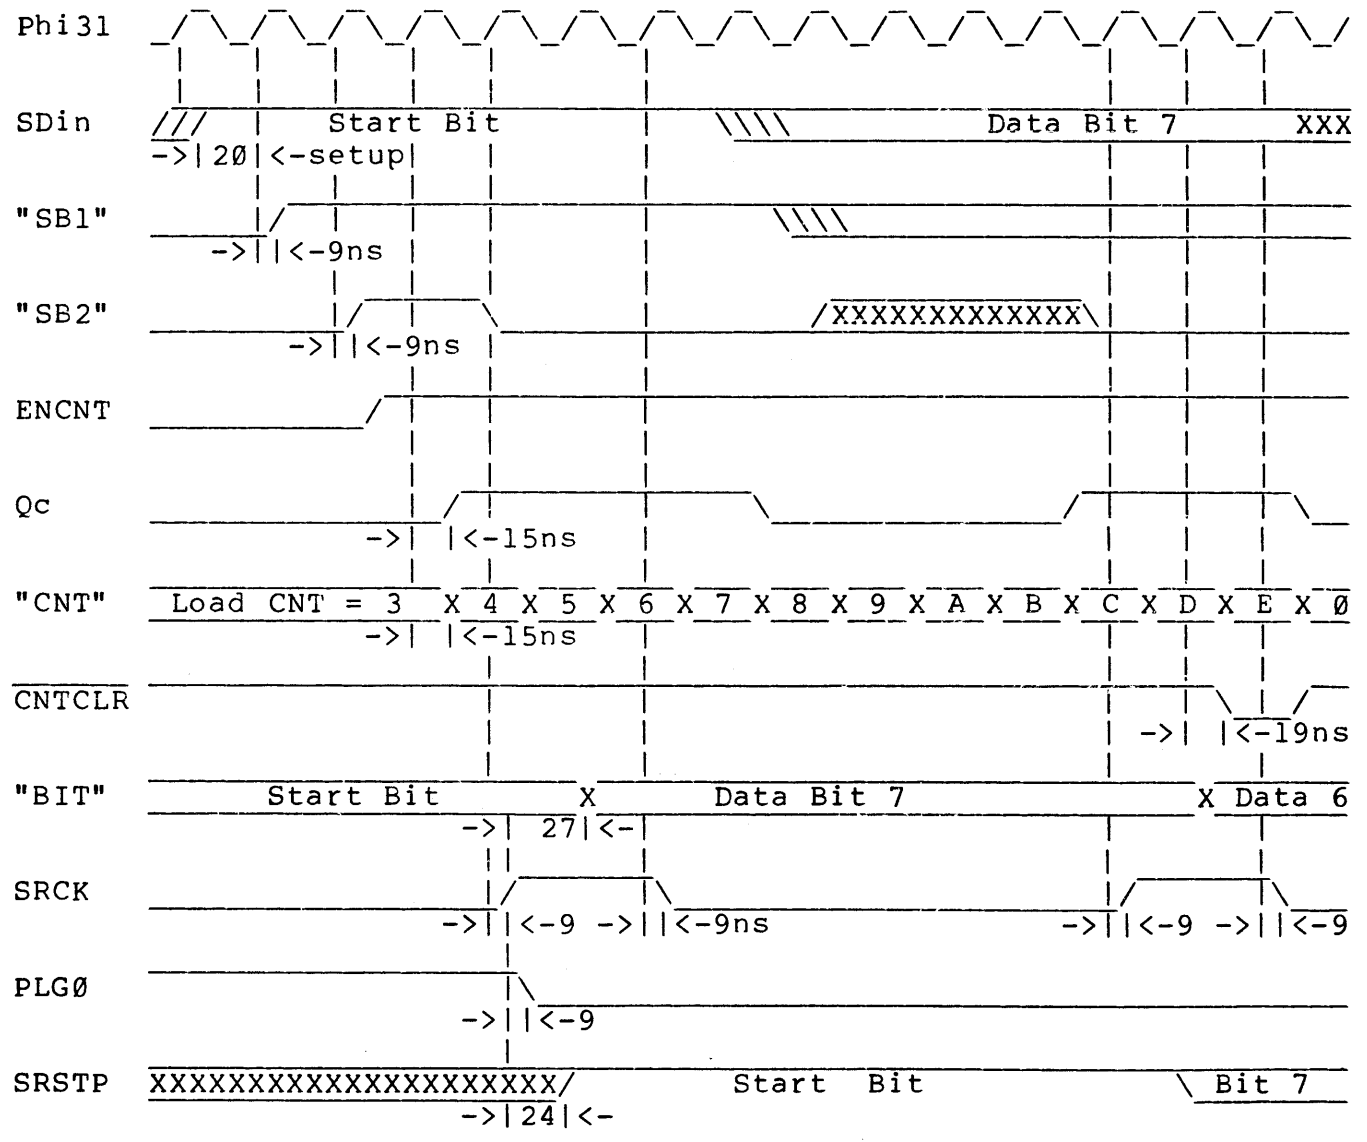 Phi31
SDin /// Start Bit \\\\ Data Bit 7 XXX
->|20|<-setup|
"SB1" \\\\
->||<-9ns
"SB2" /XXXXXXXXXXXXX\
->||<-9ns
ENCNT
Qc
->| |<-15ns
"CNT" Load CNT = 3 X 4 X 5 X 6 X 7 X 8 X 9 X A X B X C X D X E X Ø
->| |<-15ns
CNTCLR
->| |<-19ns
"BIT" Start Bit X Data Bit 7 X Data 6
->| 27|<-|
SRCK
->||<-9 ->||<-9ns ->||<-9 ->||<-9
PLGØ
->||<-9
SRSTP XXXXXXXXXXXXXXXXXXXXX/ Start Bit \ Bit 7
->|24|<-